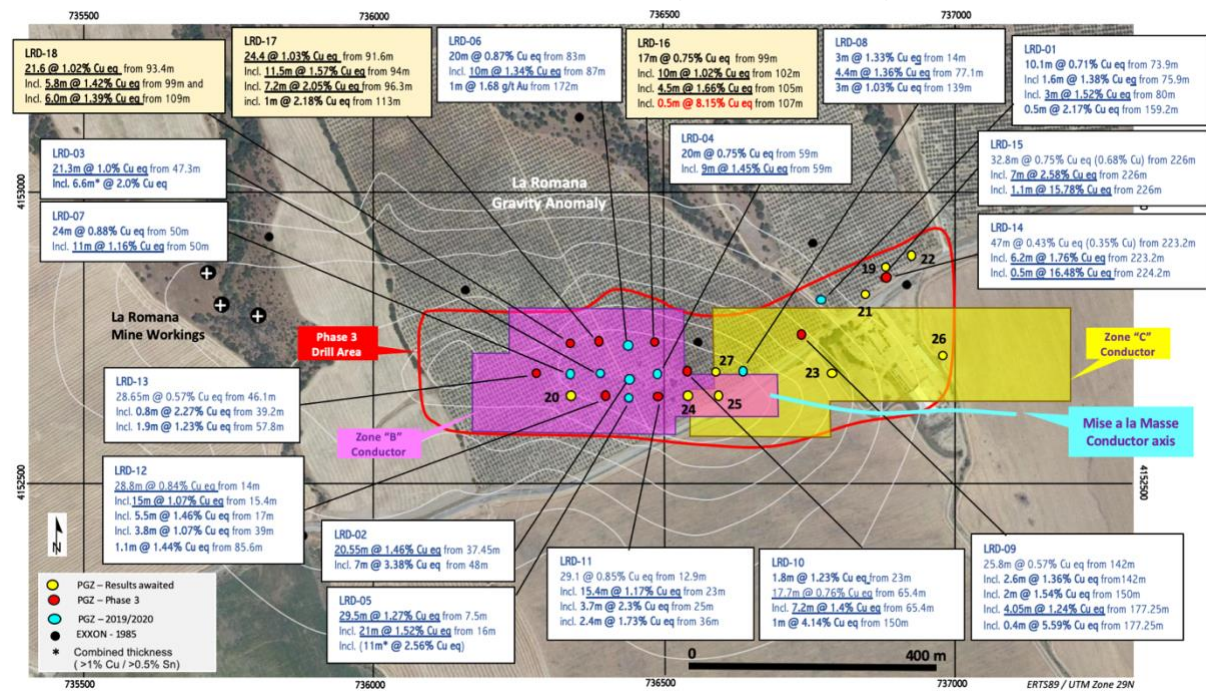 735500
736000
736500
737000
LRD-18
21.6 @ 1.02% Cu eq from 93.4m
Incl. 5.8m @ 1.42% Cu eq from 99m and
Incl. 6.0m @ 1.39% Cu eq from 109m
LRD-17
24.4 @ 1.03% Cu eq from 91.6m
Incl. 11.5m @ 1.57% Cu eq from 94m
Incl. 7.2m @ 2.05% Cu eq from 96.3m
incl. 1m @ 2.18% Cu eq from 113m
LRD-06
20m @ 0.87% Cu eq from 83m
Incl. 10m @ 1.34% Cu eq from 87m
1m @ 1.68 g/t Au from 172m
LRD-16
17m @ 0.75% Cu eq from 99m
Incl. 10m @ 1.02% Cu eq from 102m
Incl. 4.5m @ 1.66% Cu eq from 105m
Incl. 0.5m @ 8.15% Cu eq from 107m
LRD-08
3m @ 1.33% Cu eq from 14m
4.4m @ 1.36% Cu eq from 77.1m
3m @ 1.03% Cu eq from 139m
LRD-01
10.1m @ 0.71% Cu eq from 73.9m
Incl 1.6m @ 1.38% Cu eq from 75.9m
Incl. 3m @ 1.52% Cu eq from 80m
0.5m @ 2.17% Cu eq from 159.2m
LRD-03
21.3m @ 1.0% Cu eq from 47.3m
Incl. 6.6m* @ 2.0% Cu eq
LRD-04
20m @ 0.75% Cu eq from 59m
Incl. 9m @ 1.45% Cu eq from 59m
LRD-15
32.8m @ 0.75% Cu eq (0.68% Cu) from 226m
Incl. 7m @ 2.58% Cu eq from 226m
Incl. 1.1m @ 15.78% Cu eq from 226m
4153000
La Romana
Gravity Anomaly
LRD-07
24m @ 0.88% Cu eq from 50m
Incl. 11m @ 1.16% Cu eq from 50m
LRD-14
47m @ 0.43% Cu eq (0.35% Cu) from 223.2m
Incl. 6.2m @ 1.76% Cu eq from 223.2m
Incl. 0.5m @ 16.48% Cu eq from 224.2m
19
22
21
La Romana
Mine Workings
Phase 3
Drill Area
Zone "C"
Conductor
26
27
23
20
24
25
LRD-13
28.65m @ 0.57% Cu eq from 46.1m
Incl. 0.8m @ 2.27% Cu eq from 39.2m
Incl. 1.9m @ 1.23% Cu eq from 57.8m
Zone "B"
Conductor
Mise a la Masse
Conductor axis
LRD-12
28.8m @ 0.84% Cu eq from 14m
Incl. 15m @ 1.07% Cu eq from 15.4m
Incl. 5.5m @ 1.46% Cu eq from 17m
Incl. 3.8m @ 1.07% Cu eq from 39m
1.1m @ 1.44% Cu eq from 85.6m
4152500
4152500
LRD-02
20.55m @ 1.46% Cu eq from 37.45m
Incl. 7m @ 3.38% Cu eq from 48m
LRD-05
29.5m @ 1.27% Cu eq from 7.5m
Incl 21m @ 1.52% Cu eq from 16m
Incl (11m* @ 2.56% Cu eq)
LRD-11
29.1 @ 0.85% Cu eq from 12.9m
Incl 15.4m @ 1.17% Cu eq from 23m
Incl. 3.7m @ 2.3% Cu eq from 25m
incl. 2.4m @ 1.73% Cu eq from 36m
LRD-10
1.8m @ 1.23% Cu eq from 23m
17.7m @ 0.76% Cu eq from 65.4m
Incl. 7.2m @ 1.4% Cu eq from 65.4m
1m @ 4.14% Cu eq from 150m
LRD-09
25.8m @ 0.57% Cu eq from 142m
Incl. 2.6m @ 1.36% Cu eq from142m
Incl. 2m @ 1.54% Cu eq from 150m
Incl. 4.05m @ 1.24% Cu eq from 177.25m
Incl. 0.4m @ 5.59% Cu eq from 177.25m
N
PGZ – Results awaited
PGZ – Phase 3
PGZ – 2019/2020
EXXON - 1985
* Combined thickness
( >1% Cu / >0.5% Sn)
0
400 m
735500
736000
736500
737000
ERTS89 / UTM Zone 29N